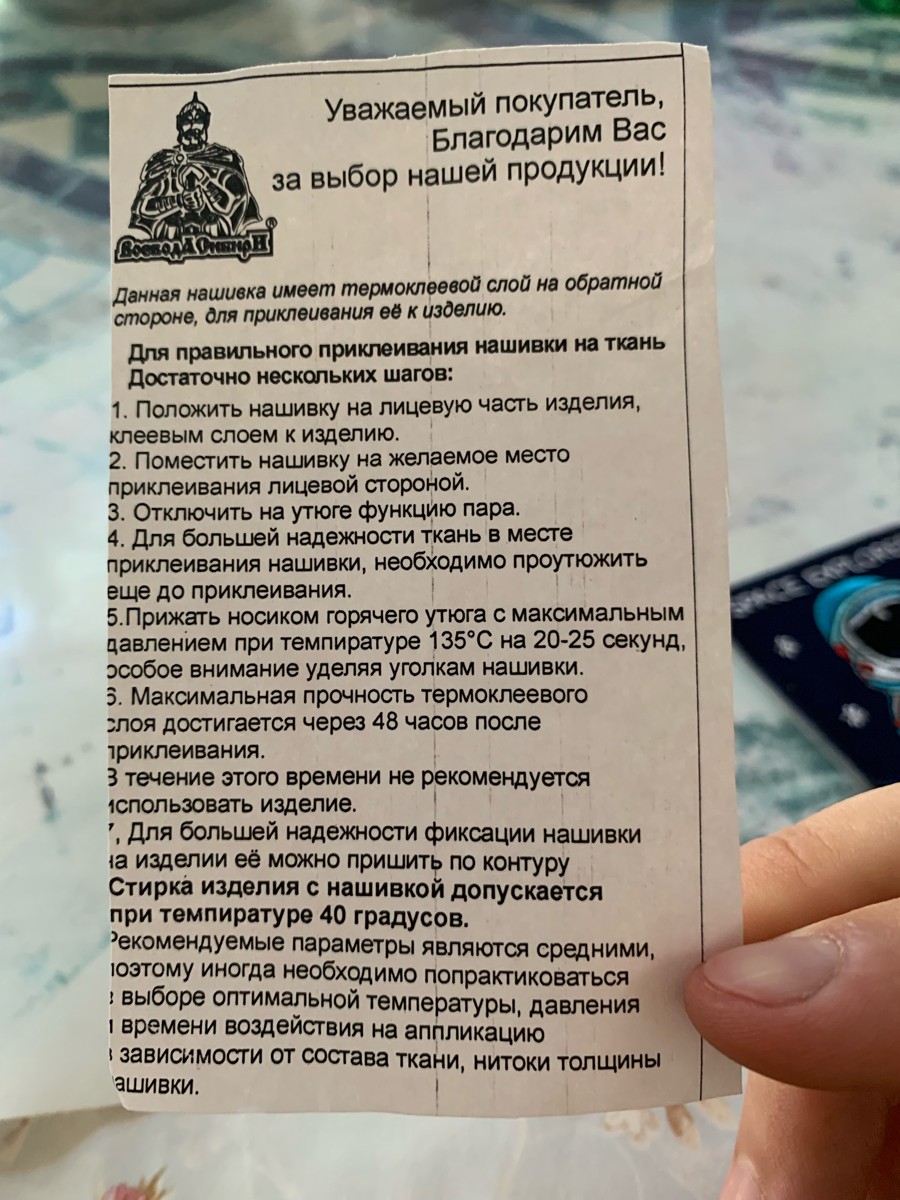 Уважаемый покупатель,
Благодарим Вас
за выбор нашей продукции!
ВоеводА СибириИ®
Данная нашивка имеет термоклеевой слой на обратной
стороне, для приклеивания её к изделию.
Для правильного приклеивания нашивки на ткань
Достаточно нескольких шагов:
1. Положить нашивку на лицевую часть изделия,
клеевым слоем к изделию.
2. Поместить нашивку на желаемое место
приклеивания лицевой стороной.
3. Отключить на утюге функцию пара.
4. Для большей надежности ткань в месте
приклеивания нашивки, необходимо проутюжить
еще до приклеивания.
5.Прижать носиком горячего утюга с максимальным
давлением при темпиратуре 135°С на 20-25 секунд,
особое внимание уделяя уголкам нашивки.
6. Максимальная прочность термоклеевого
слоя достигается через 48 часов после
приклеивания.
В течение этого времени не рекомендуется
использовать изделие.
7, Для большей надежности фиксации нашивки
на изделии её можно пришить по контуру
Стирка изделия с нашивкой допускается
при темпиратуре 40 градусов.
Рекомендуемые параметры являются средними,
поэтому иногда необходимо попрактиковаться
в выборе оптимальной температуры, давления
и времени воздействия на аппликацию
в зависимости от состава ткани, нитоки толщины
нашивки.
SPACE EXPLORE